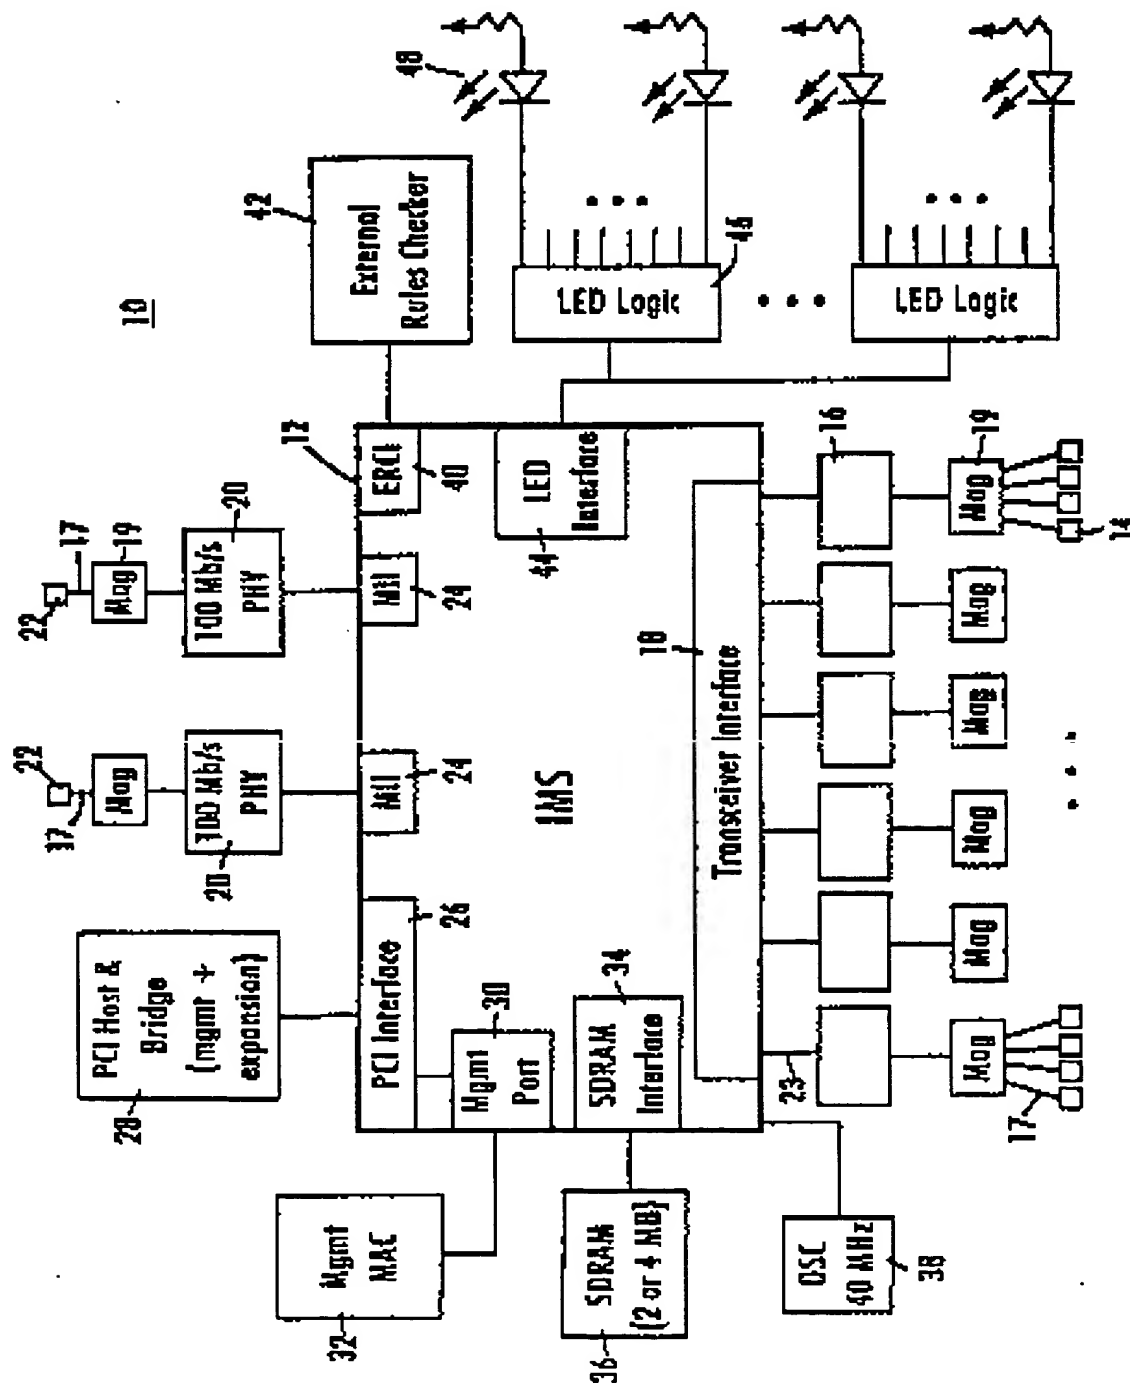 10
28
PCI Host &
Bridge
(mgmt +
expansion)
22
17
Mag
100 Mb/s
PHY
20
22
17
19
Mag
100 Mb/s
PHY
20
42
External
Rules Checker
32
Mgmt
MAC
PCI Interface
26
MII
24
MII
24
12
ERCI
40
Mgmt
Port
30
IMS
44
LED
Interface
36
SDRAM
(2 or 4 MB)
SDRAM
Interface
34
LED Logic
46
48
18
Transceiver Interface
OSC
40 MHz
38
23
16
LED Logic
Mag
Mag
Mag
Mag
Mag
Mag
19
17
14